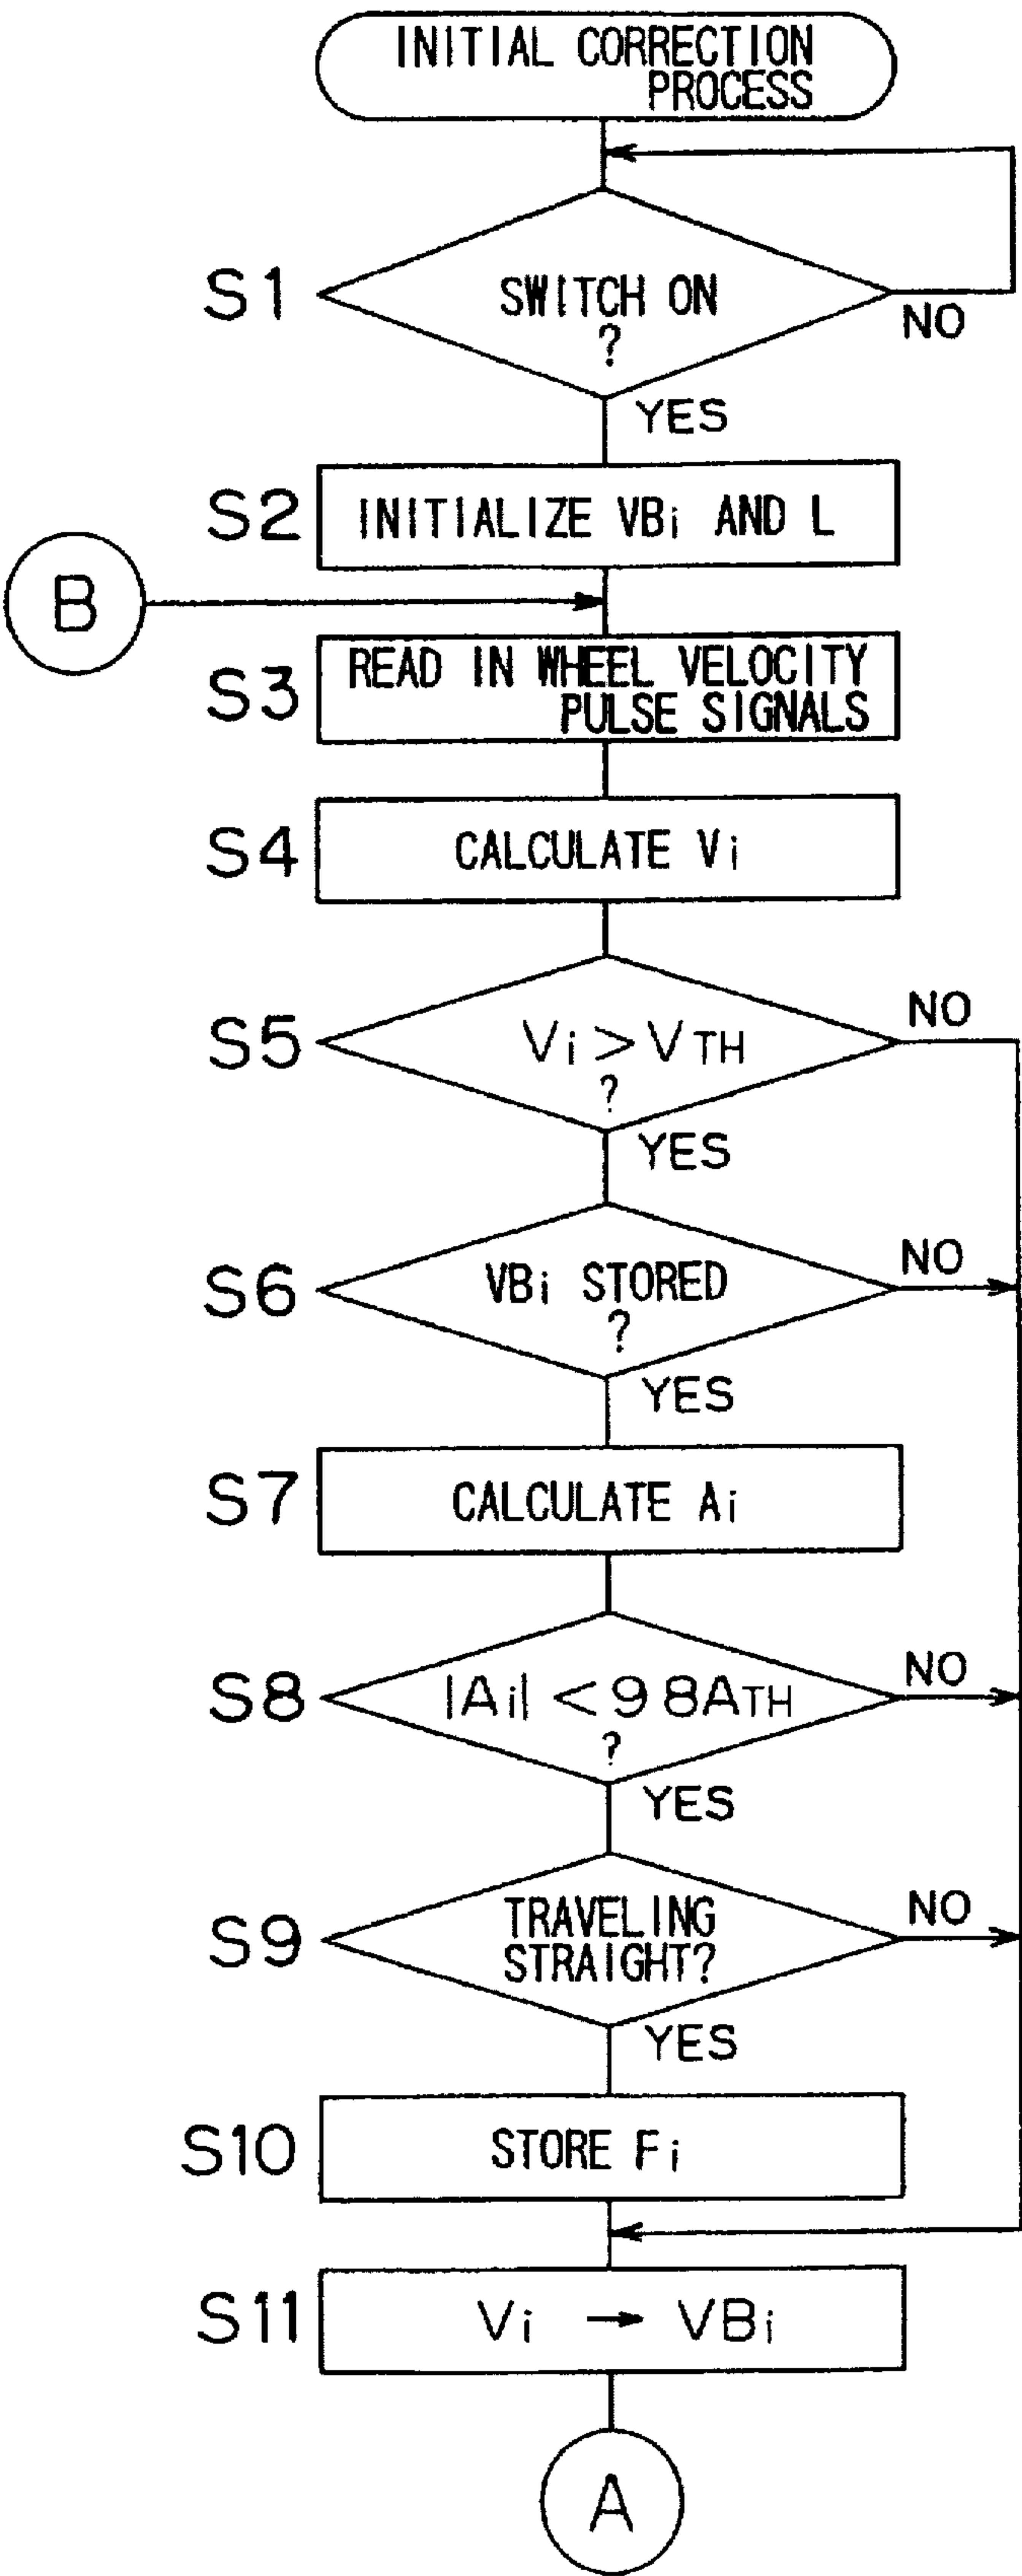 INITIAL CORRECTION
PROCESS
S1
SWITCH ON
?
NO
YES
S2
INITIALIZE VBi AND L
B
S3
READ IN WHEEL VELOCITY
PULSE SIGNALS
S4
CALCULATE Vi
S5
Vi > VTH
?
NO
YES
S6
VBi STORED
?
NO
YES
S7
CALCULATE Ai
S8
|Ai| < 9 8ATH
?
NO
YES
S9
TRAVELING
STRAIGHT?
NO
YES
S10
STORE Fi
S11
Vi → VBi
A